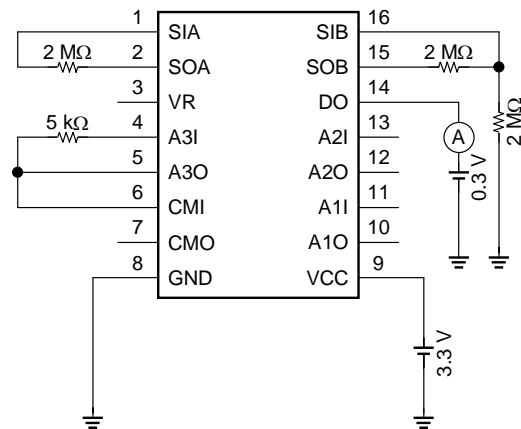 1 SIA SIB 16
2 MΩ 2 SOA SOB 15 2 MΩ
3 VR DO 14
5 kΩ 4 A3I A2I 13 A 2 MΩ
5 A3O A2O 12 0.3 V
6 CMI A1I 11
7 CMO A1O 10
8 GND VCC 9
3.3 V